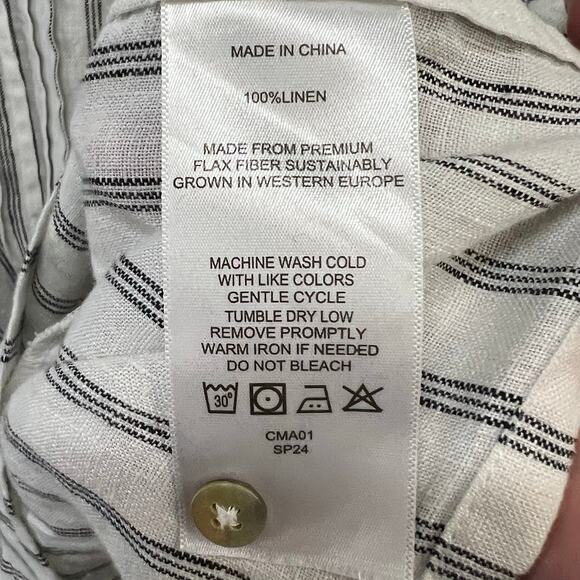 MADE IN CHINA
100%LINEN
MADE FROM PREMIUM
FLAX FIBER SUSTAINABLY
GROWN IN WESTERN EUROPE
MACHINE WASH COLD
WITH LIKE COLORS
GENTLE CYCLE
TUMBLE DRY LOW
REMOVE PROMPTLY
WARM IRON IF NEEDED
DO NOT BLEACH
30°
CMA01
SP24